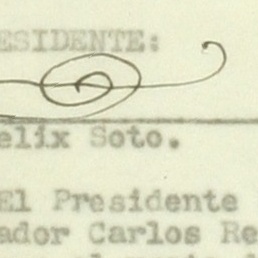 ESIDENTE:
elix Soto.
El Presidente
ador Carlos Re